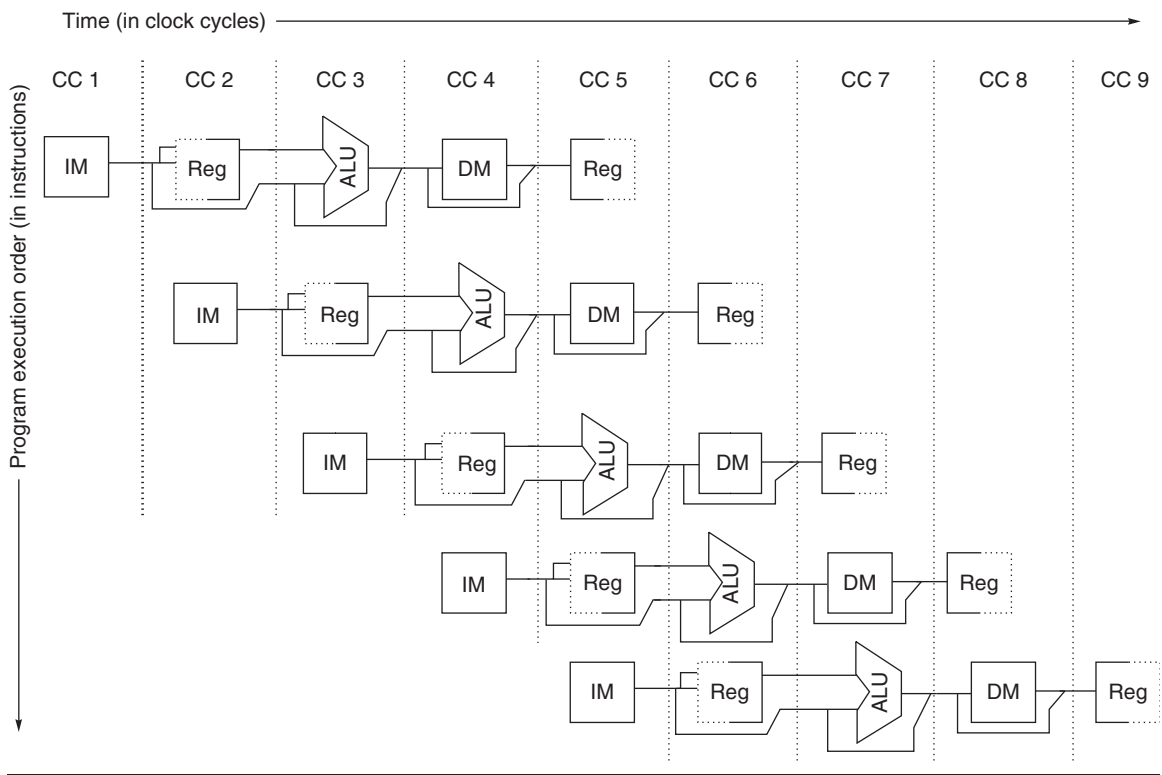 Time (in clock cycles)
CC 1 CC 2 CC 3 CC 4 CC 5 CC 6 CC 7 CC 8 CC 9
Program execution order (in instructions)
IM Reg ALU DM Reg
IM Reg ALU DM Reg
IM Reg ALU DM Reg
IM Reg ALU DM Reg
IM Reg ALU DM Reg